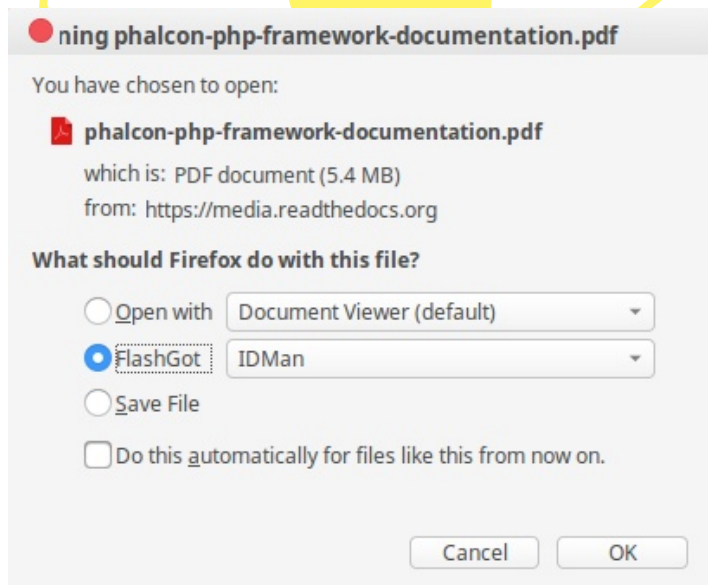 ning phalcon-php-framework-documentation.pdf
You have chosen to open:
phalcon-php-framework-documentation.pdf
which is: PDF document (5.4 MB)
from: https://media.readthedocs.org
What should Firefox do with this file?
Open with Document Viewer (default)
FlashGot IDMan
Save File
Do this automatically for files like this from now on.
Cancel OK